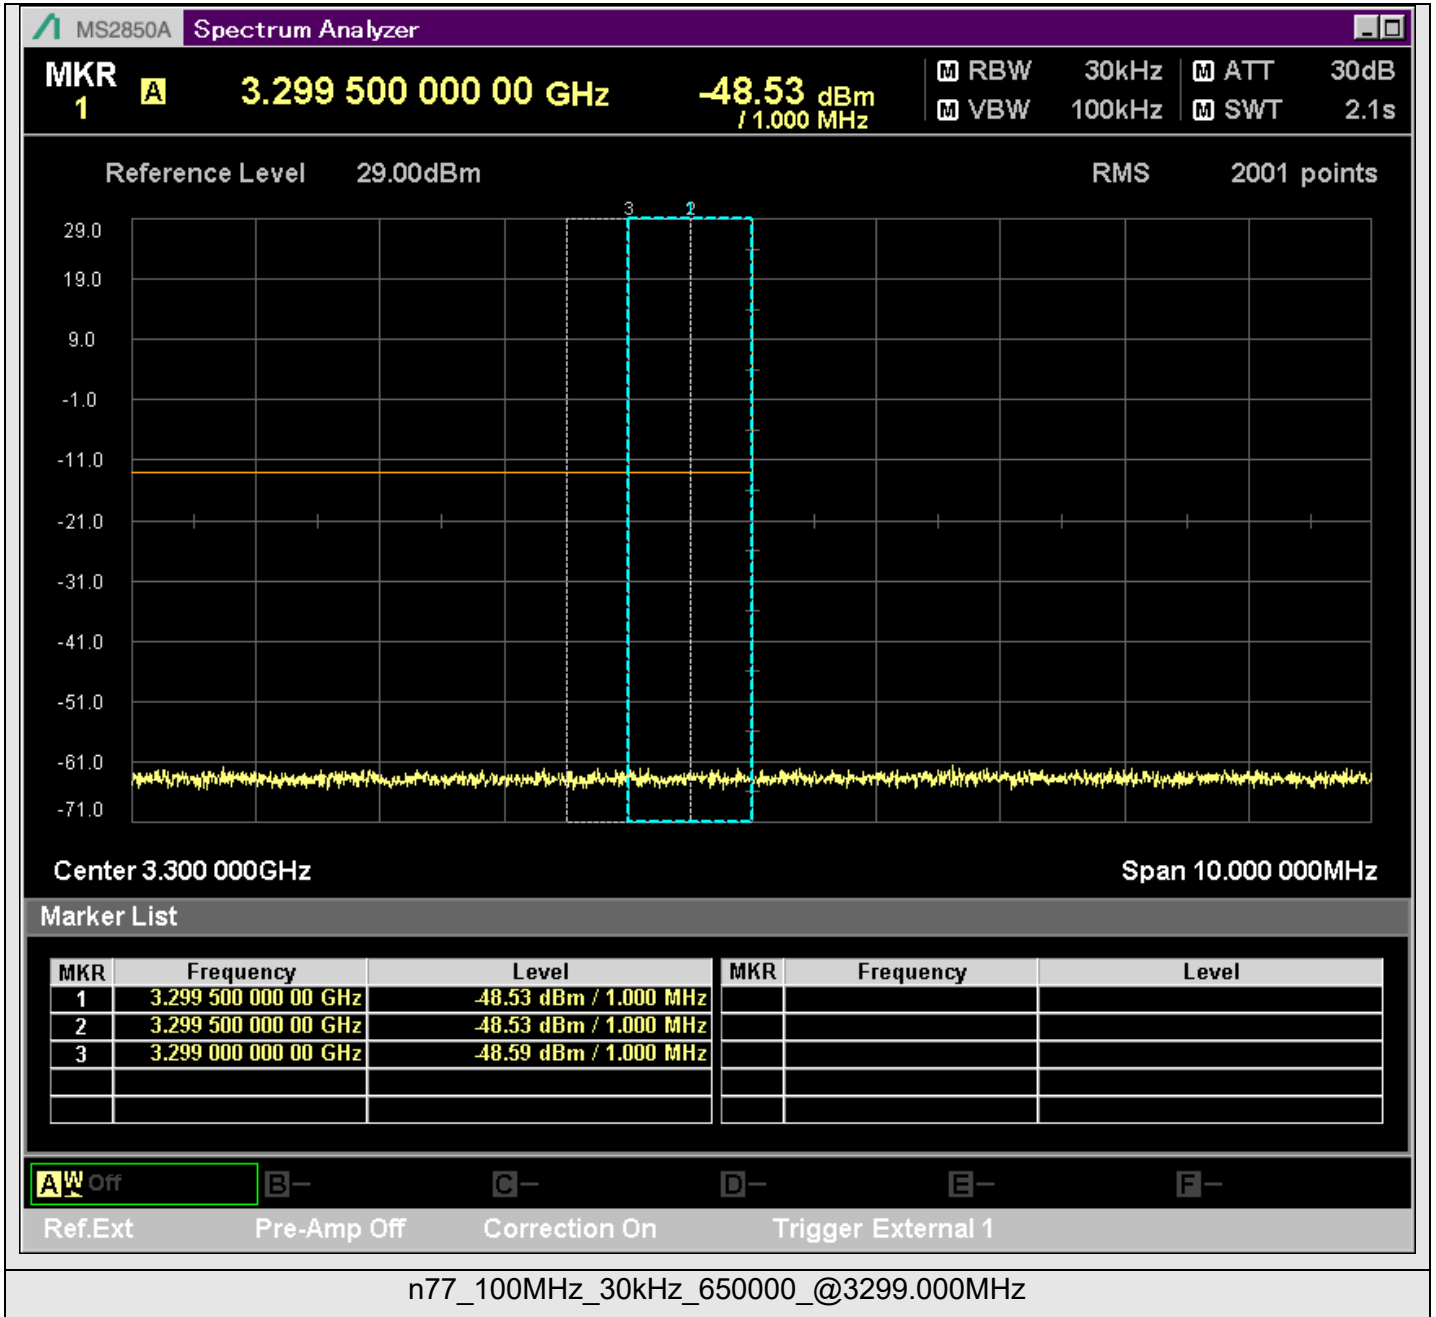 MS2850A Spectrum Analyzer
MKR 1 A 3.299 500 000 00 GHz -48.53 dBm / 1.000 MHz
M RBW 30kHz M ATT 30dB
M VBW 100kHz M SWT 2.1s
Reference Level 29.00dBm RMS 2001 points
3 2
29.0
19.0
9.0
-1.0
-11.0
-21.0
-31.0
-41.0
-51.0
-61.0
-71.0
Center 3.300 000GHz Span 10.000 000MHz
Marker List
MKR Frequency Level MKR Frequency Level
1 3.299 500 000 00 GHz -48.53 dBm / 1.000 MHz
2 3.299 500 000 00 GHz -48.53 dBm / 1.000 MHz
3 3.299 000 000 00 GHz -48.59 dBm / 1.000 MHz
A W Off B — C — D — E — F —
Ref.Ext Pre-Amp Off Correction On Trigger External 1
n77_100MHz_30kHz_650000_@3299.000MHz